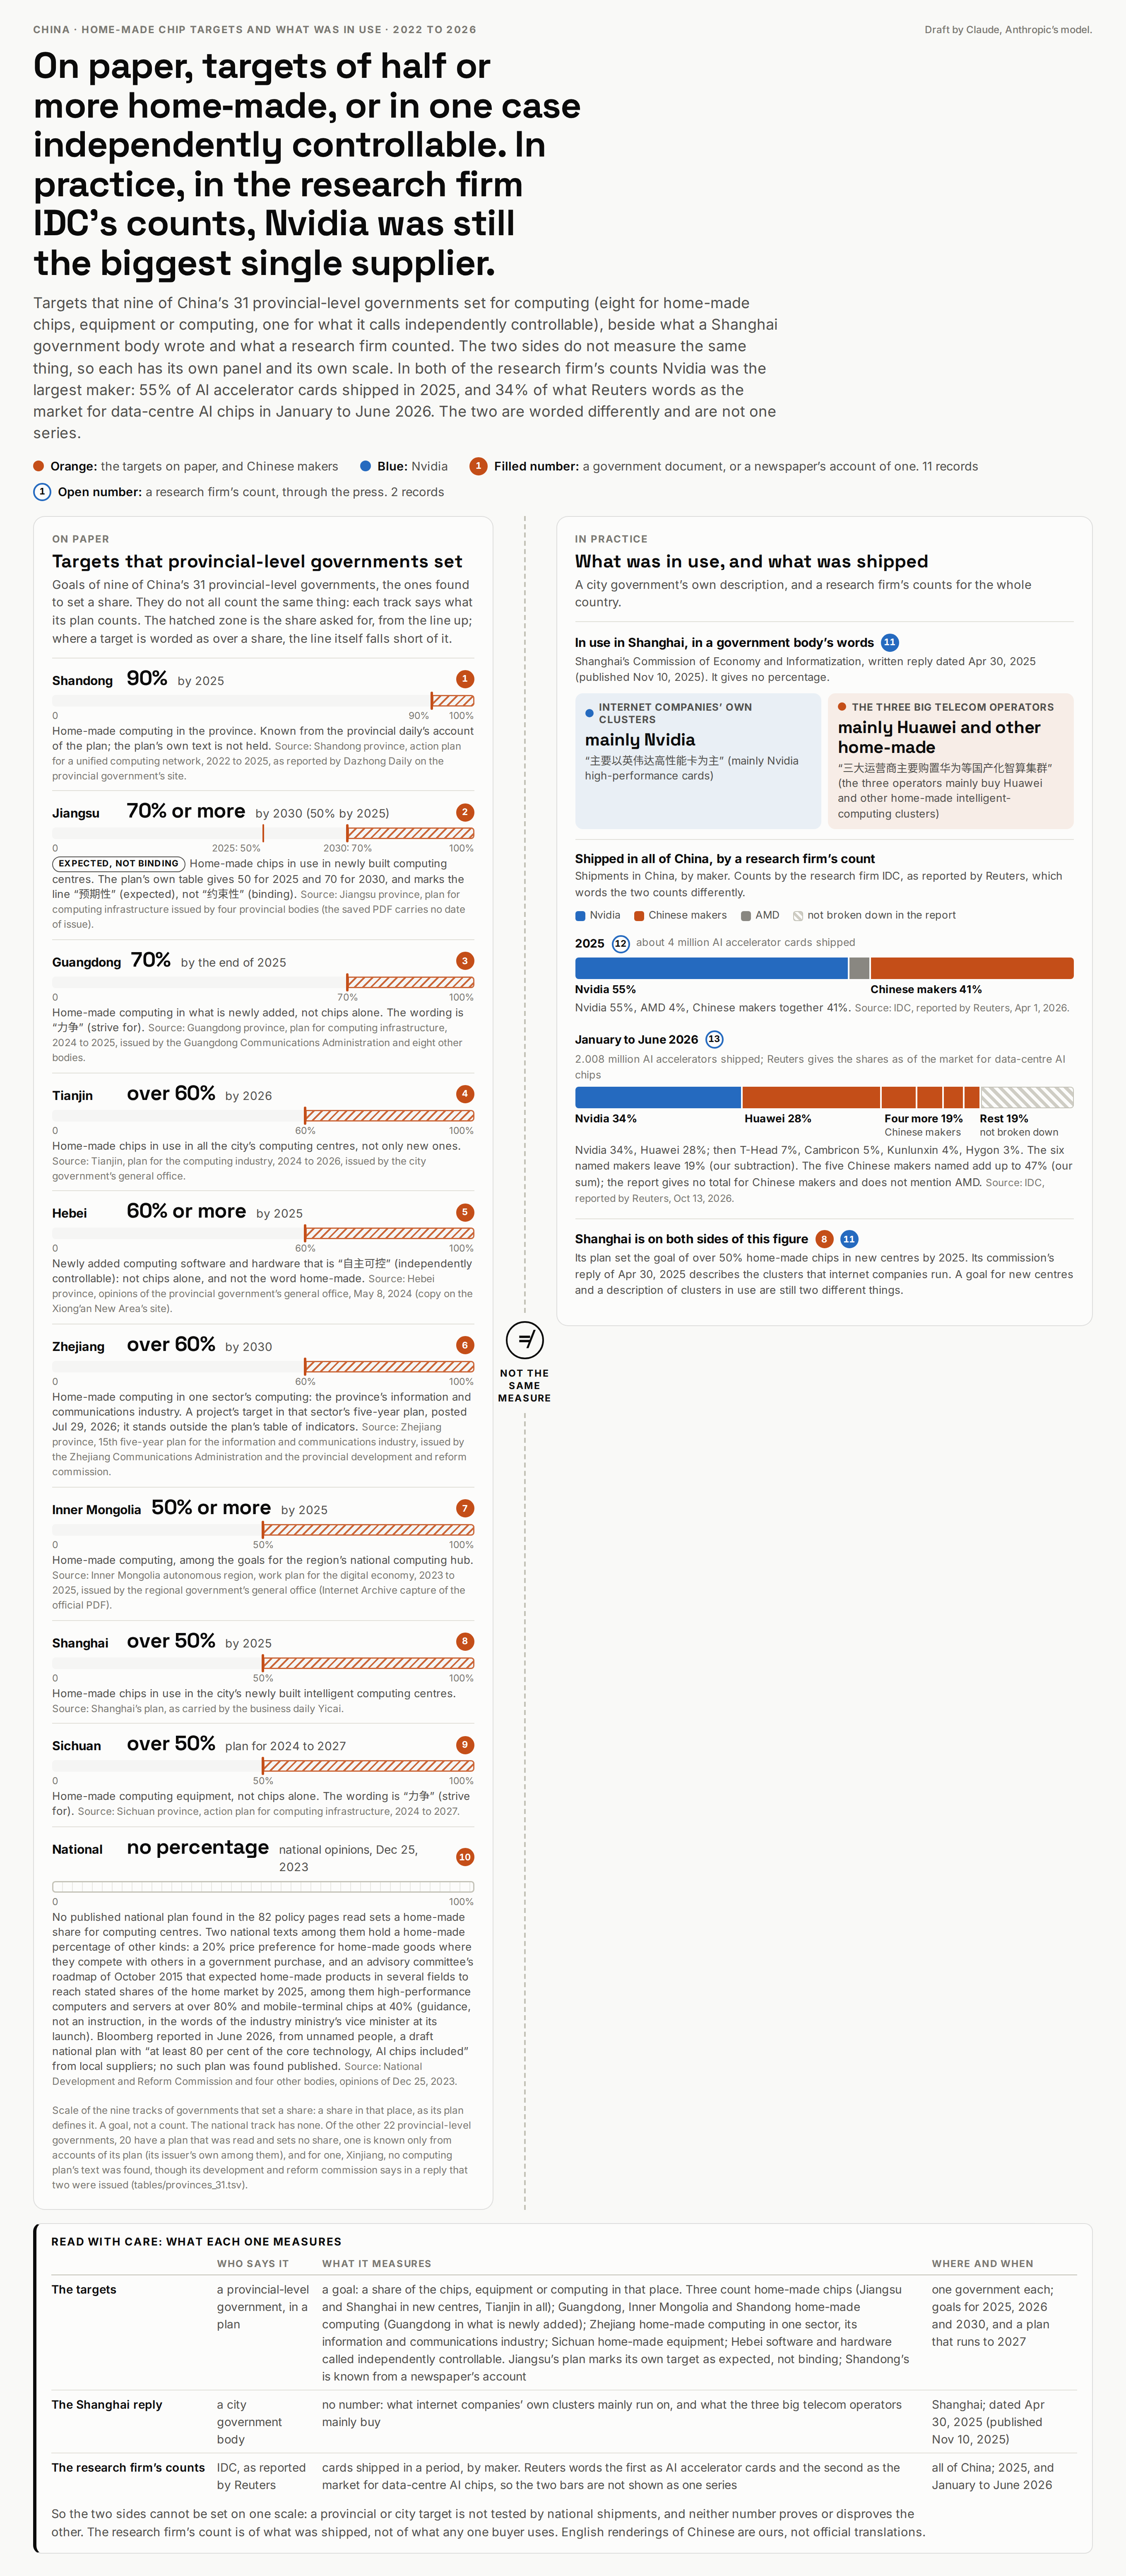 CHINA · HOME-MADE CHIP TARGETS AND WHAT WAS IN USE · 2022 TO 2026
Draft by Claude, Anthropic’s model.
On paper, targets of half or
more home-made, or in one case
independently controllable. In
practice, in the research firm
IDC’s counts, Nvidia was still
the biggest single supplier.
Targets that nine of China’s 31 provincial-level governments set for computing (eight for home-made
chips, equipment or computing, one for what it calls independently controllable), beside what a Shanghai
government body wrote and what a research firm counted. The two sides do not measure the same
thing, so each has its own panel and its own scale. In both of the research firm’s counts Nvidia was the
largest maker: 55% of AI accelerator cards shipped in 2025, and 34% of what Reuters words as the
market for data-centre AI chips in January to June 2026. The two are worded differently and are not one
series.
Orange: the targets on paper, and Chinese makers
Blue: Nvidia
1 Filled number: a government document, or a newspaper’s account of one. 11 records
1 Open number: a research firm’s count, through the press. 2 records
ON PAPER
Targets that provincial-level governments set
Goals of nine of China’s 31 provincial-level governments, the ones found
to set a share. They do not all count the same thing: each track says what
its plan counts. The hatched zone is the share asked for, from the line up;
where a target is worded as over a share, the line itself falls short of it.
Shandong 90% by 2025 1
0 90% 100%
Home-made computing in the province. Known from the provincial daily’s account
of the plan; the plan’s own text is not held. Source: Shandong province, action plan
for a unified computing network, 2022 to 2025, as reported by Dazhong Daily on the
provincial government’s site.
Jiangsu 70% or more by 2030 (50% by 2025) 2
0 2025: 50% 2030: 70% 100%
EXPECTED, NOT BINDING Home-made chips in use in newly built computing
centres. The plan’s own table gives 50 for 2025 and 70 for 2030, and marks the
line “预期性” (expected), not “约束性” (binding). Source: Jiangsu province, plan for
computing infrastructure issued by four provincial bodies (the saved PDF carries no date
of issue).
Guangdong 70% by the end of 2025 3
0 70% 100%
Home-made computing in what is newly added, not chips alone. The wording is
“力争” (strive for). Source: Guangdong province, plan for computing infrastructure,
2024 to 2025, issued by the Guangdong Communications Administration and eight other
bodies.
Tianjin over 60% by 2026 4
0 60% 100%
Home-made chips in use in all the city’s computing centres, not only new ones.
Source: Tianjin, plan for the computing industry, 2024 to 2026, issued by the city
government’s general office.
Hebei 60% or more by 2025 5
0 60% 100%
Newly added computing software and hardware that is “自主可控” (independently
controllable): not chips alone, and not the word home-made. Source: Hebei
province, opinions of the provincial government’s general office, May 8, 2024 (copy on the
Xiong’an New Area’s site).
Zhejiang over 60% by 2030 6
0 60% 100%
Home-made computing in one sector’s computing: the province’s information and
communications industry. A project’s target in that sector’s five-year plan, posted
Jul 29, 2026; it stands outside the plan’s table of indicators. Source: Zhejiang
province, 15th five-year plan for the information and communications industry, issued by
the Zhejiang Communications Administration and the provincial development and reform
commission.
Inner Mongolia 50% or more by 2025 7
0 50% 100%
Home-made computing, among the goals for the region’s national computing hub.
Source: Inner Mongolia autonomous region, work plan for the digital economy, 2023 to
2025, issued by the regional government’s general office (Internet Archive capture of the
official PDF).
Shanghai over 50% by 2025 8
0 50% 100%
Home-made chips in use in the city’s newly built intelligent computing centres.
Source: Shanghai’s plan, as carried by the business daily Yicai.
Sichuan over 50% plan for 2024 to 2027 9
0 50% 100%
Home-made computing equipment, not chips alone. The wording is “力争” (strive
for). Source: Sichuan province, action plan for computing infrastructure, 2024 to 2027.
National no percentage national opinions, Dec 25,
2023 10
0 100%
No published national plan found in the 82 policy pages read sets a home-made
share for computing centres. Two national texts among them hold a home-made
percentage of other kinds: a 20% price preference for home-made goods where
they compete with others in a government purchase, and an advisory committee’s
roadmap of October 2015 that expected home-made products in several fields to
reach stated shares of the home market by 2025, among them high-performance
computers and servers at over 80% and mobile-terminal chips at 40% (guidance,
not an instruction, in the words of the industry ministry’s vice minister at its
launch). Bloomberg reported in June 2026, from unnamed people, a draft
national plan with “at least 80 per cent of the core technology, AI chips included”
from local suppliers; no such plan was found published. Source: National
Development and Reform Commission and four other bodies, opinions of Dec 25, 2023.
Scale of the nine tracks of governments that set a share: a share in that place, as its plan
defines it. A goal, not a count. The national track has none. Of the other 22 provincial-level
governments, 20 have a plan that was read and sets no share, one is known only from
accounts of its plan (its issuer’s own among them), and for one, Xinjiang, no computing
plan’s text was found, though its development and reform commission says in a reply that
two were issued (tables/provinces_31.tsv).
≠
NOT THE
SAME
MEASURE
IN PRACTICE
What was in use, and what was shipped
A city government’s own description, and a research firm’s counts for the whole
country.
In use in Shanghai, in a government body’s words 11
Shanghai’s Commission of Economy and Informatization, written reply dated Apr 30, 2025
(published Nov 10, 2025). It gives no percentage.
INTERNET COMPANIES’ OWN
CLUSTERS
mainly Nvidia
“主要以英伟达高性能卡为主” (mainly Nvidia
high-performance cards)
THE THREE BIG TELECOM OPERATORS
mainly Huawei and other
home-made
“三大运营商主要购置华为等国产化智算集群”
(the three operators mainly buy Huawei
and other home-made intelligent-
computing clusters)
Shipped in all of China, by a research firm’s count
Shipments in China, by maker. Counts by the research firm IDC, as reported by Reuters, which
words the two counts differently.
Nvidia Chinese makers AMD not broken down in the report
2025 12 about 4 million AI accelerator cards shipped
Nvidia 55% Chinese makers 41%
Nvidia 55%, AMD 4%, Chinese makers together 41%. Source: IDC, reported by Reuters, Apr 1, 2026.
January to June 2026 13
2.008 million AI accelerators shipped; Reuters gives the shares as of the market for data-centre AI
chips
Nvidia 34% Huawei 28% Four more 19% Rest 19%
Chinese makers not broken down
Nvidia 34%, Huawei 28%; then T-Head 7%, Cambricon 5%, Kunlunxin 4%, Hygon 3%. The six
named makers leave 19% (our subtraction). The five Chinese makers named add up to 47% (our
sum); the report gives no total for Chinese makers and does not mention AMD. Source: IDC,
reported by Reuters, Oct 13, 2026.
Shanghai is on both sides of this figure 8 11
Its plan set the goal of over 50% home-made chips in new centres by 2025. Its commission’s
reply of Apr 30, 2025 describes the clusters that internet companies run. A goal for new centres
and a description of clusters in use are still two different things.
READ WITH CARE: WHAT EACH ONE MEASURES
WHO SAYS IT WHAT IT MEASURES WHERE AND WHEN
The targets
a provincial-level
government, in a
plan
a goal: a share of the chips, equipment or computing in that place. Three count home-made chips (Jiangsu
and Shanghai in new centres, Tianjin in all); Guangdong, Inner Mongolia and Shandong home-made
computing (Guangdong in what is newly added); Zhejiang home-made computing in one sector, its
information and communications industry; Sichuan home-made equipment; Hebei software and hardware
called independently controllable. Jiangsu’s plan marks its own target as expected, not binding; Shandong’s
is known from a newspaper’s account
one government each;
goals for 2025, 2026
and 2030, and a plan
that runs to 2027
The Shanghai reply
a city
government
body
no number: what internet companies’ own clusters mainly run on, and what the three big telecom operators
mainly buy
Shanghai; dated Apr
30, 2025 (published
Nov 10, 2025)
The research firm’s counts
IDC, as reported
by Reuters
cards shipped in a period, by maker. Reuters words the first as AI accelerator cards and the second as the
market for data-centre AI chips, so the two bars are not shown as one series
all of China; 2025, and
January to June 2026
So the two sides cannot be set on one scale: a provincial or city target is not tested by national shipments, and neither number proves or disproves the
other. The research firm’s count is of what was shipped, not of what any one buyer uses. English renderings of Chinese are ours, not official translations.